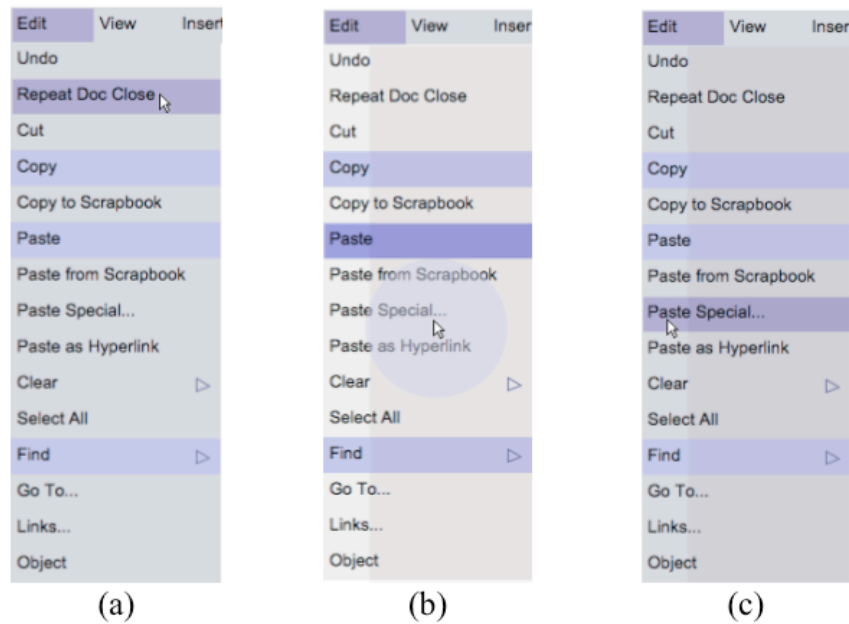 Edit View Insert
Undo
Repeat Doc Close
Cut
Copy
Copy to Scrapbook
Paste
Paste from Scrapbook
Paste Special...
Paste as Hyperlink
Clear
Select All
Find
Go To...
Links...
Object
(a)
Edit View Inser
Undo
Repeat Doc Close
Cut
Copy
Copy to Scrapbook
Paste
Paste from Scrapbook
Paste Special...
Paste as Hyperlink
Clear
Select All
Find
Go To...
Links...
Object
(b)
Edit View Inser
Undo
Repeat Doc Close
Cut
Copy
Copy to Scrapbook
Paste
Paste from Scrapbook
Paste Special...
Paste as Hyperlink
Clear
Select All
Find
Go To...
Links...
Object
(c)